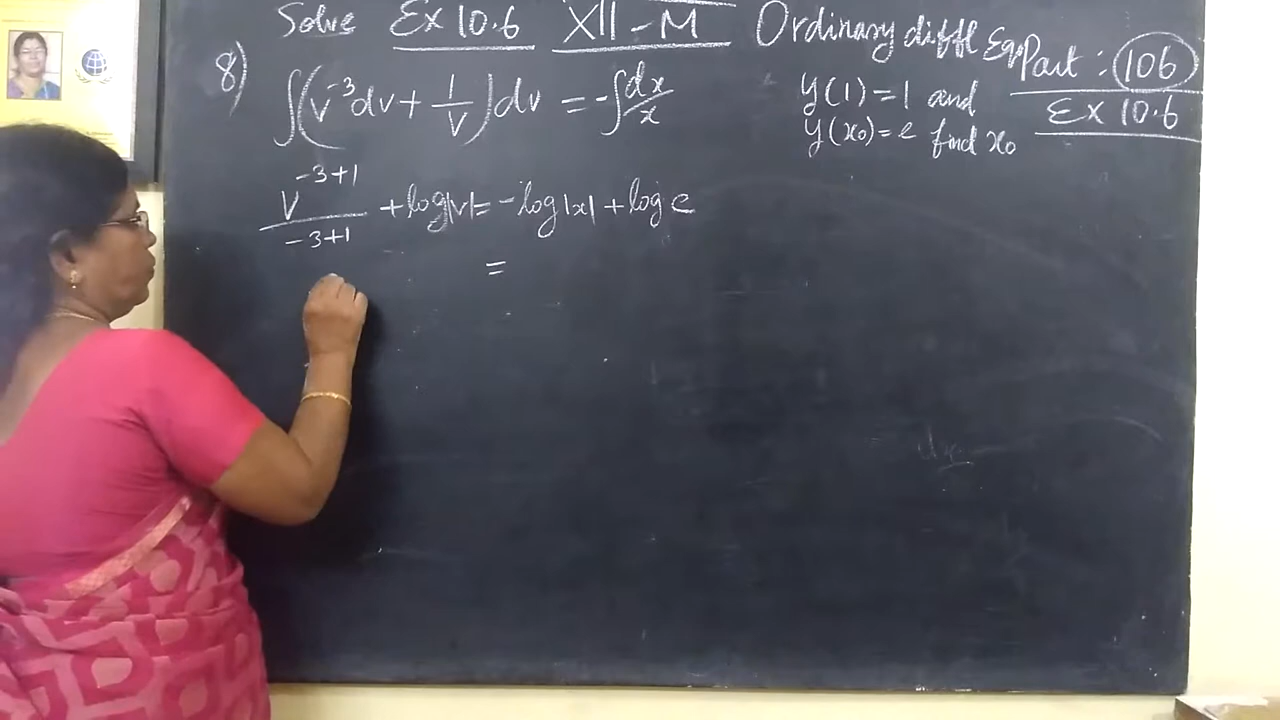 Solve Ex 10.6 XII - M Ordinary diffl Eqn Part : 106
Ex 10.6
8) ∫(v⁻³dv + 1/v)dv = -∫dx/x
y(1) = 1 and
y(x₀) = e find x₀
v⁻³⁺¹/-3+1 + log|v| = -log|x| + log c
=